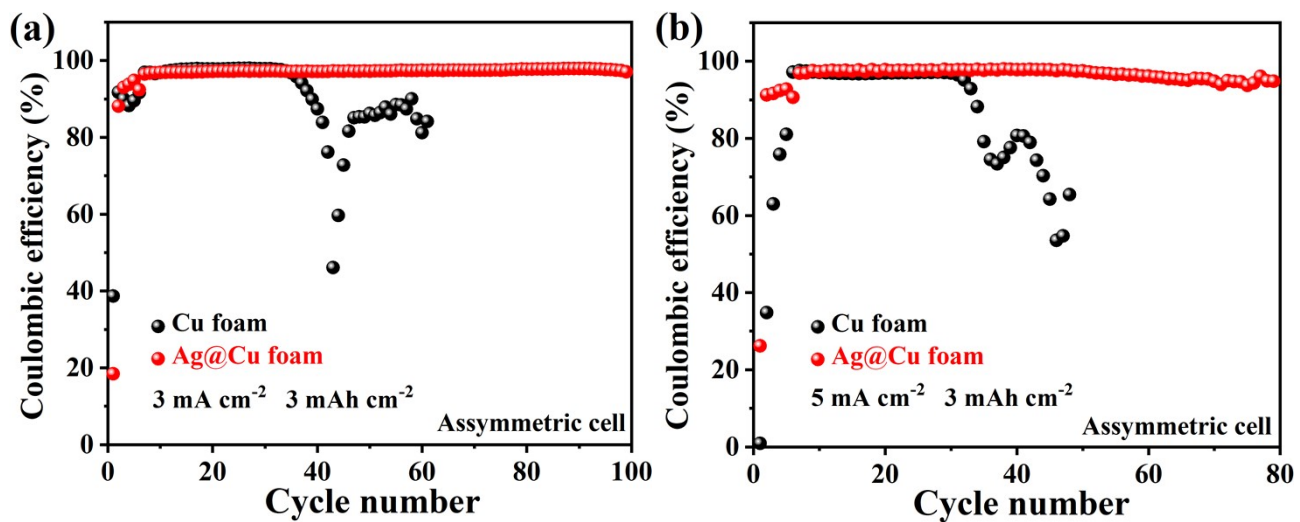 (a)
Coulombic efficiency (%)
100
80
60
40
20
0
Cu foam
Ag@Cu foam
3 mA cm⁻² 3 mAh cm⁻²
Assymmetric cell
0 20 40 60 80 100
Cycle number
(b)
Coulombic efficiency (%)
100
80
60
40
20
0
Cu foam
Ag@Cu foam
5 mA cm⁻² 3 mAh cm⁻²
Assymmetric cell
0 20 40 60 80
Cycle number